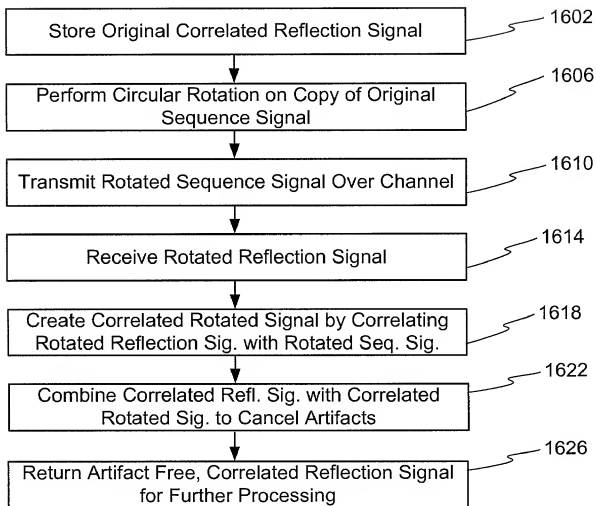 Store Original Correlated Reflection Signal
1602
Perform Circular Rotation on Copy of Original
Sequence Signal
1606
Transmit Rotated Sequence Signal Over Channel
1610
Receive Rotated Reflection Signal
1614
Create Correlated Rotated Signal by Correlating
Rotated Reflection Sig. with Rotated Seq. Sig.
1618
Combine Correlated Refl. Sig. with Correlated
Rotated Sig. to Cancel Artifacts
1622
Return Artifact Free, Correlated Reflection Signal
for Further Processing
1626